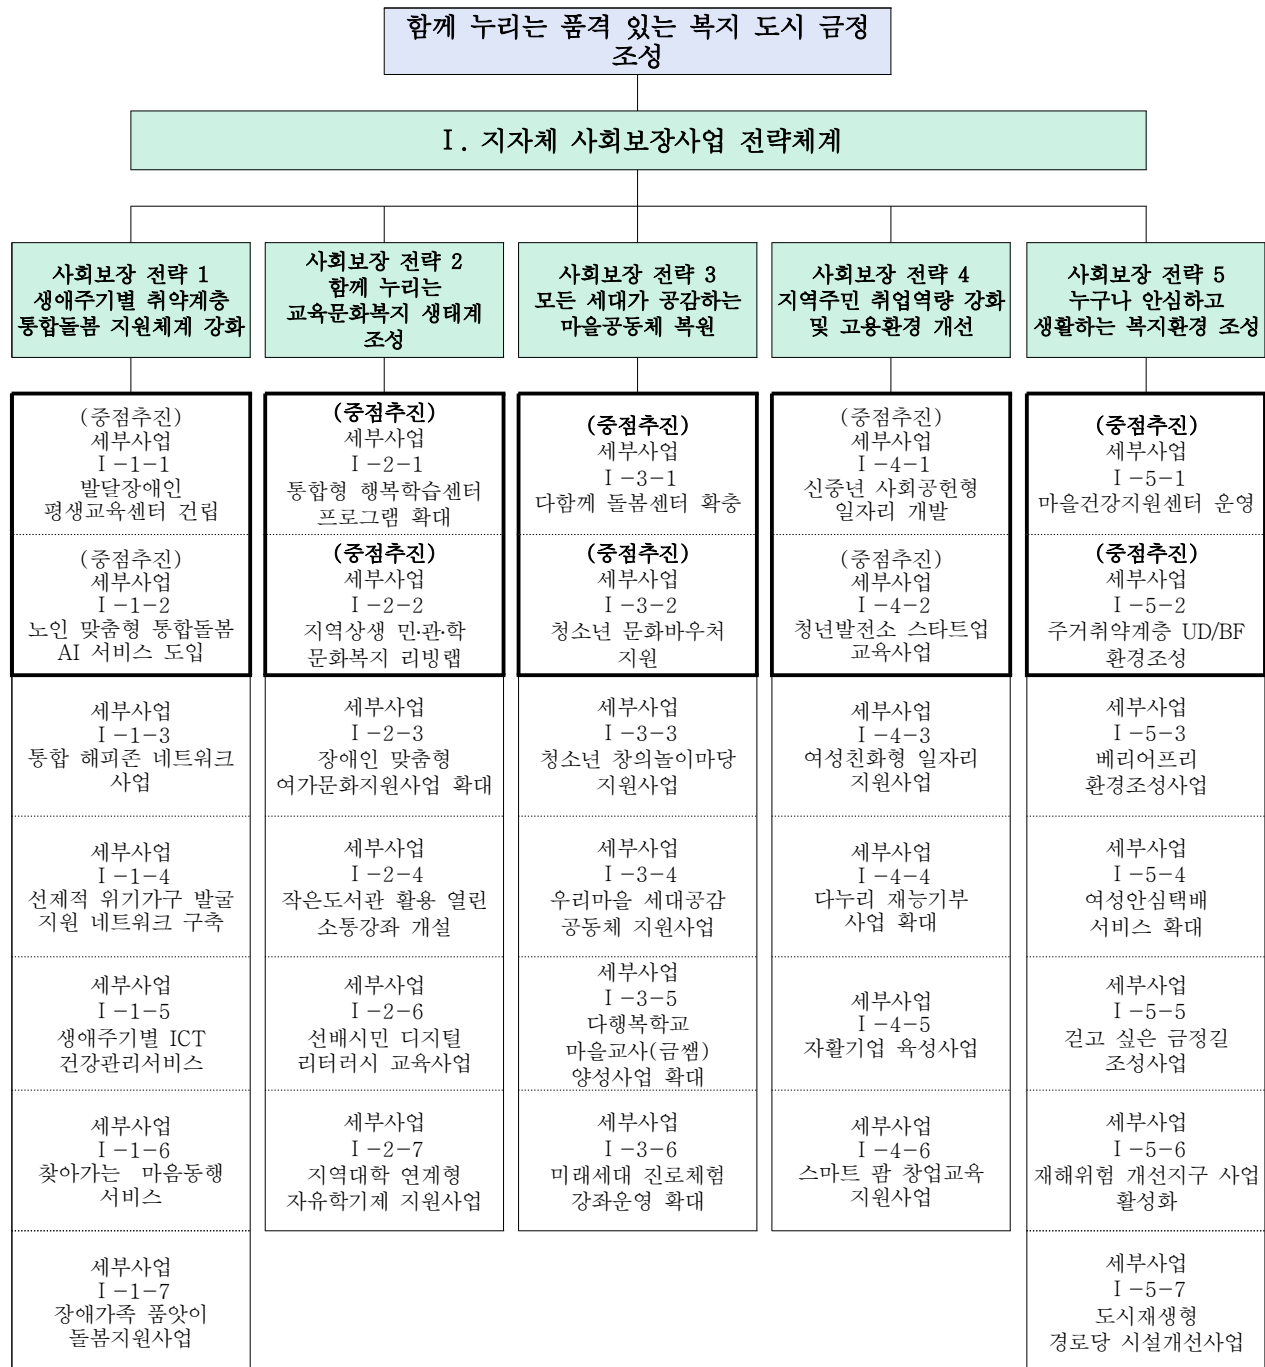 함께 누리는 품격 있는 복지 도시 금정
조성
Ⅰ. 지자체 사회보장사업 전략체계
사회보장 전략 1
생애주기별 취약계층
통합돌봄 지원체계 강화
(중점추진)
세부사업
Ⅰ-1-1
발달장애인
평생교육센터 건립
(중점추진)
세부사업
Ⅰ-1-2
노인 맞춤형 통합돌봄
AI 서비스 도입
세부사업
Ⅰ-1-3
통합 해피존 네트워크
사업
세부사업
Ⅰ-1-4
선제적 위기가구 발굴
지원 네트워크 구축
세부사업
Ⅰ-1-5
생애주기별 ICT
건강관리서비스
세부사업
Ⅰ-1-6
찾아가는 마음동행
서비스
세부사업
Ⅰ-1-7
장애가족 품앗이
돌봄지원사업
사회보장 전략 2
함께 누리는
교육문화복지 생태계
조성
(중점추진)
세부사업
Ⅰ-2-1
통합형 행복학습센터
프로그램 확대
(중점추진)
세부사업
Ⅰ-2-2
지역상생 민·관·학
문화복지 리빙랩
세부사업
Ⅰ-2-3
장애인 맞춤형
여가문화지원사업 확대
세부사업
Ⅰ-2-4
작은도서관 활용 열린
소통강좌 개설
세부사업
Ⅰ-2-6
선배시민 디지털
리터러시 교육사업
세부사업
Ⅰ-2-7
지역대학 연계형
자유학기제 지원사업
사회보장 전략 3
모든 세대가 공감하는
마을공동체 복원
(중점추진)
세부사업
Ⅰ-3-1
다함께 돌봄센터 확충
(중점추진)
세부사업
Ⅰ-3-2
청소년 문화바우처
지원
세부사업
Ⅰ-3-3
청소년 창의놀이마당
지원사업
세부사업
Ⅰ-3-4
우리마을 세대공감
공동체 지원사업
세부사업
Ⅰ-3-5
다행복학교
마을교사(금쌤)
양성사업 확대
세부사업
Ⅰ-3-6
미래세대 진로체험
강좌운영 확대
사회보장 전략 4
지역주민 취업역량 강화
및 고용환경 개선
(중점추진)
세부사업
Ⅰ-4-1
신중년 사회공헌형
일자리 개발
(중점추진)
세부사업
Ⅰ-4-2
청년발전소 스타트업
교육사업
세부사업
Ⅰ-4-3
여성친화형 일자리
지원사업
세부사업
Ⅰ-4-4
다누리 재능기부
사업 확대
세부사업
Ⅰ-4-5
자활기업 육성사업
세부사업
Ⅰ-4-6
스마트 팜 창업교육
지원사업
사회보장 전략 5
누구나 안심하고
생활하는 복지환경 조성
(중점추진)
세부사업
Ⅰ-5-1
마을건강지원센터 운영
(중점추진)
세부사업
Ⅰ-5-2
주거취약계층 UD/BF
환경조성
세부사업
Ⅰ-5-3
베리어프리
환경조성사업
세부사업
Ⅰ-5-4
여성안심택배
서비스 확대
세부사업
Ⅰ-5-5
걷고 싶은 금정길
조성사업
세부사업
Ⅰ-5-6
재해위험 개선지구 사업
활성화
세부사업
Ⅰ-5-7
도시재생형
경로당 시설개선사업